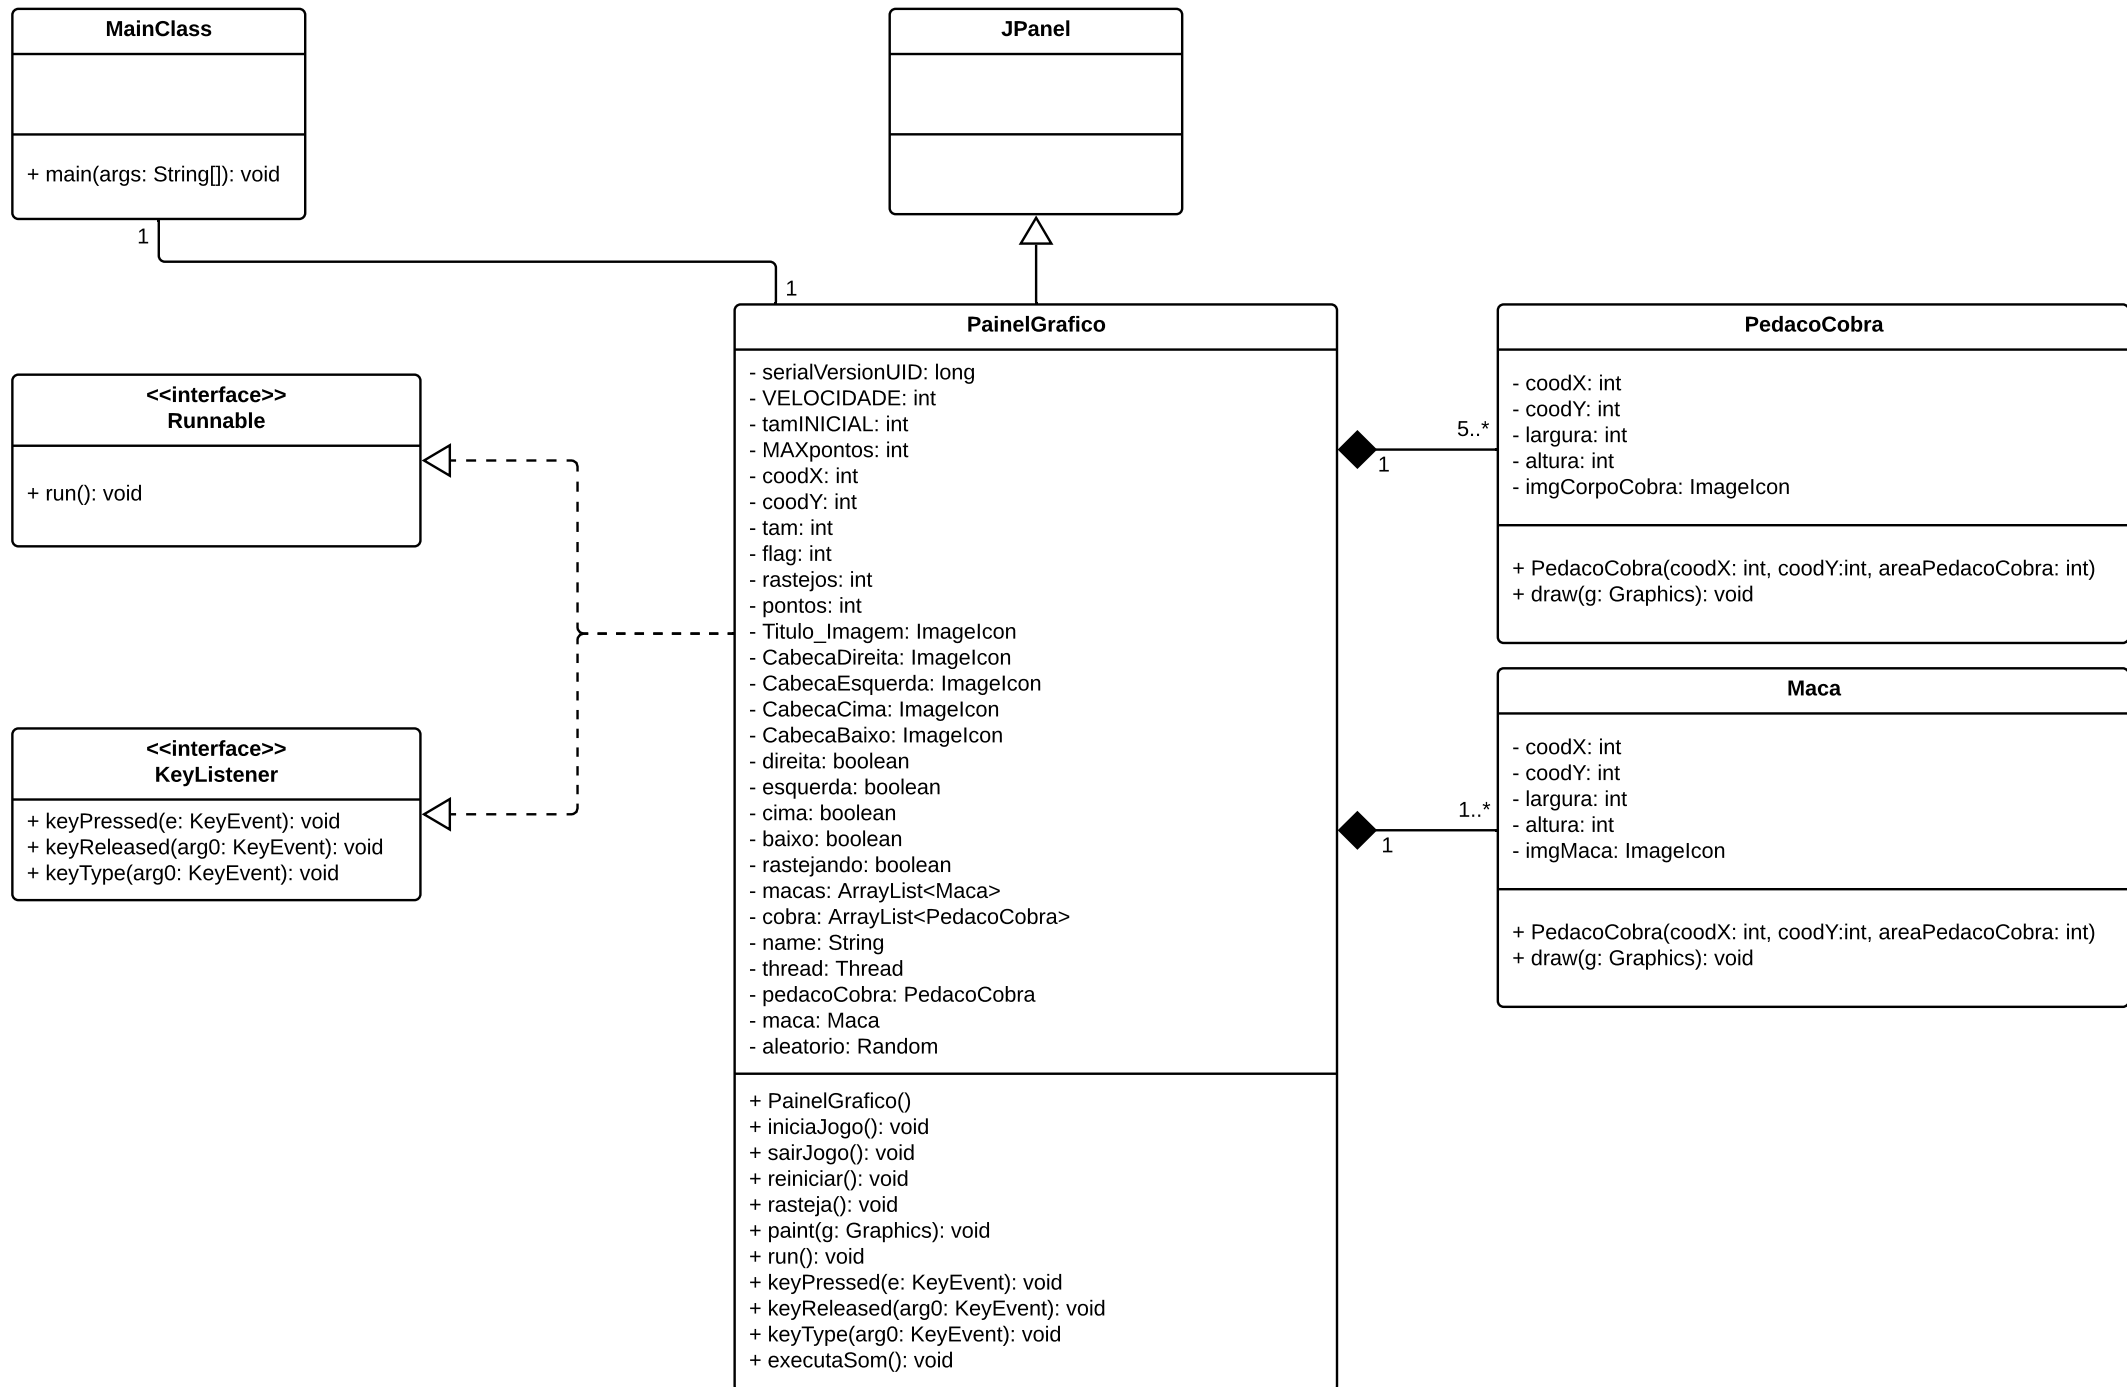 MainClass
+ main(args: String[]): void
1
JPanel
1
<<interface>>
Runnable
+ run(): void
<<interface>>
KeyListener
+ keyPressed(e: KeyEvent): void
+ keyReleased(arg0: KeyEvent): void
+ keyType(arg0: KeyEvent): void
PainelGrafico
- serialVersionUID: long
- VELOCIDADE: int
- tamINICIAL: int
- MAXpontos: int
- coodX: int
- coodY: int
- tam: int
- flag: int
- rastejos: int
- pontos: int
- Titulo_Imagem: ImageIcon
- CabecaDireita: ImageIcon
- CabecaEsquerda: ImageIcon
- CabecaCima: ImageIcon
- CabecaBaixo: ImageIcon
- direita: boolean
- esquerda: boolean
- cima: boolean
- baixo: boolean
- rastejando: boolean
- macas: ArrayList<Maca>
- cobra: ArrayList<PedacoCobra>
- name: String
- thread: Thread
- pedacoCobra: PedacoCobra
- maca: Maca
- aleatorio: Random
+ PainelGrafico()
+ iniciaJogo(): void
+ sairJogo(): void
+ reiniciar(): void
+ rasteja(): void
+ paint(g: Graphics): void
+ run(): void
+ keyPressed(e: KeyEvent): void
+ keyReleased(arg0: KeyEvent): void
+ keyType(arg0: KeyEvent): void
+ executaSom(): void
5..*
1
PedacoCobra
- coodX: int
- coodY: int
- largura: int
- altura: int
- imgCorpoCobra: ImageIcon
+ PedacoCobra(coodX: int, coodY:int, areaPedacoCobra: int)
+ draw(g: Graphics): void
1..*
1
Maca
- coodX: int
- coodY: int
- largura: int
- altura: int
- imgMaca: ImageIcon
+ PedacoCobra(coodX: int, coodY:int, areaPedacoCobra: int)
+ draw(g: Graphics): void